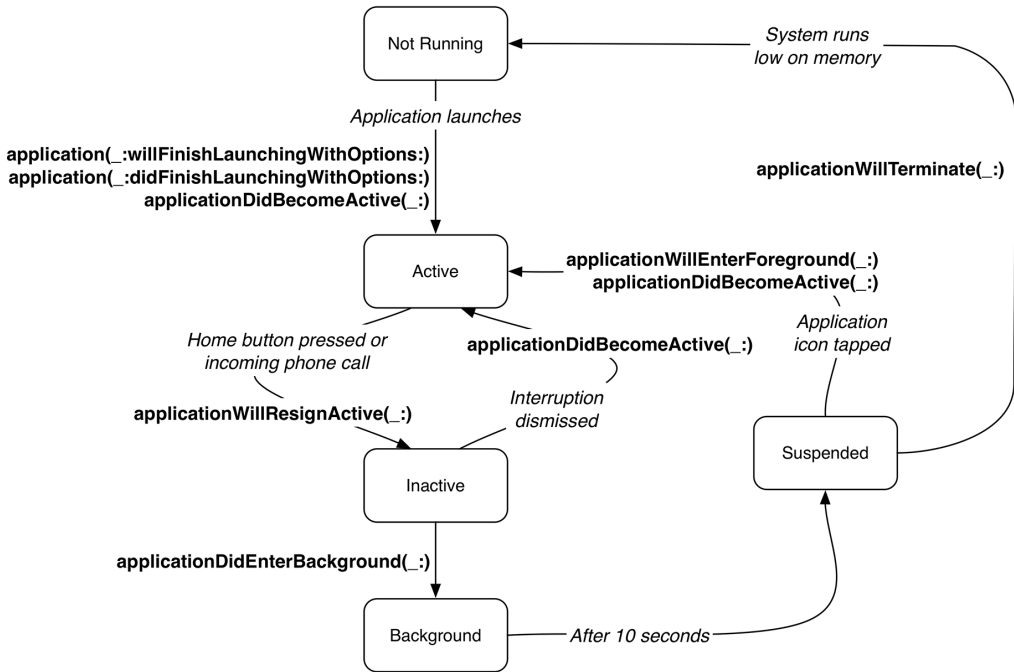 Not Running
System runs
low on memory
Application launches
application(_:willFinishLaunchingWithOptions:)
application(_:didFinishLaunchingWithOptions:)
applicationDidBecomeActive(_:)
applicationWillTerminate(_:)
Active
applicationWillEnterForeground(_:)
applicationDidBecomeActive(_:)
Home button pressed or
incoming phone call
applicationDidBecomeActive(_:)
Application
icon tapped
applicationWillResignActive(_:)
Interruption
dismissed
Suspended
Inactive
applicationDidEnterBackground(_:)
Background
After 10 seconds